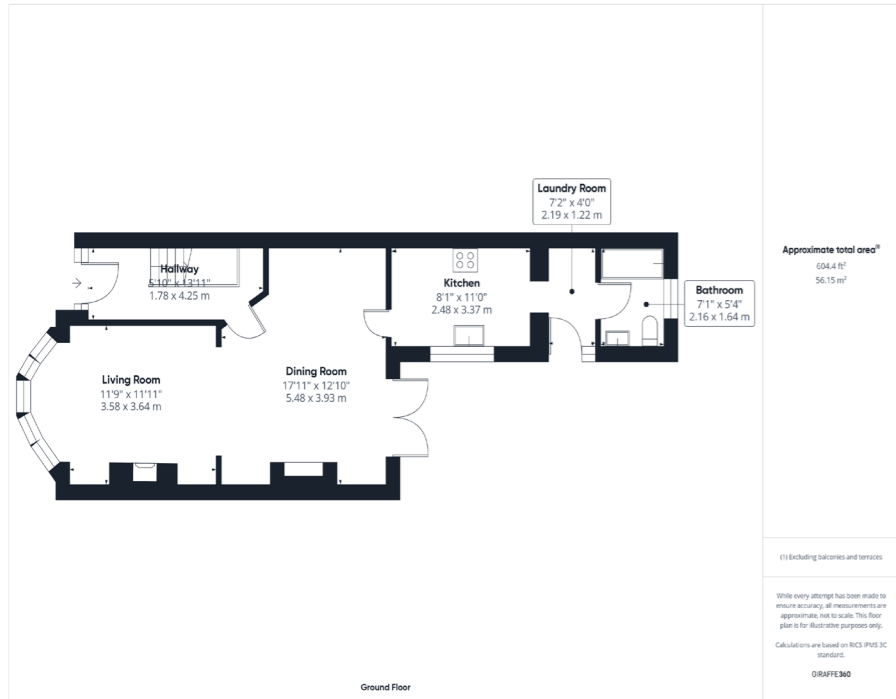 Laundry Room
7'2" x 4'0"
2.19 x 1.22 m
Hallway
5'10" x 13'11"
1.78 x 4.25 m
Kitchen
8'1" x 11'0"
2.48 x 3.37 m
Bathroom
7'1" x 5'4"
2.16 x 1.64 m
Living Room
11'9" x 11'11"
3.58 x 3.64 m
Dining Room
17'11" x 12'10"
5.48 x 3.93 m
Ground Floor
Approximate total area⁽¹⁾
604.4 ft²
56.15 m²
(1) Excluding balconies and terraces
While every attempt has been made to
ensure accuracy, all measurements are
approximate, not to scale. This floor
plan is for illustrative purposes only.
Calculations are based on RICS IPMS 3C
standard.
GIRAFFE360